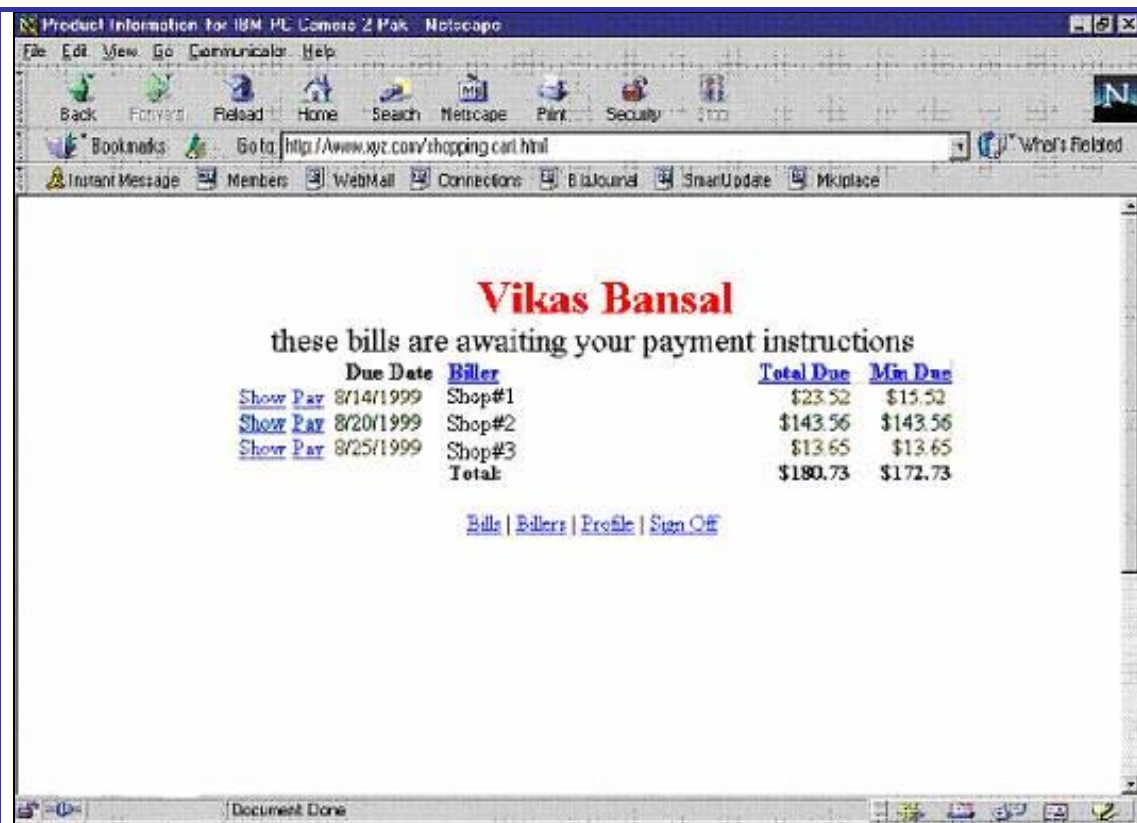 Product Information for IBM PC Camera 2 Pak - Netscape
File Edit View Go Communicator Help
Back Forward Reload Home Search Netscape Print Security Stop
Bookmarks Go to: http://www.xyz.com/shopping cart.html What's Related
Instant Message Members WebMail Connections BizJournal SmartUpdate Mktplace
Vikas Bansal
these bills are awaiting your payment instructions
Due Date Biller Total Due Min Due
Show Pay 8/14/1999 Shop#1 $23.52 $15.52
Show Pay 8/20/1999 Shop#2 $143.56 $143.56
Show Pay 8/25/1999 Shop#3 $13.65 $13.65
Total: $180.73 $172.73
Bills | Billers | Profile | Sign Off
Document: Done